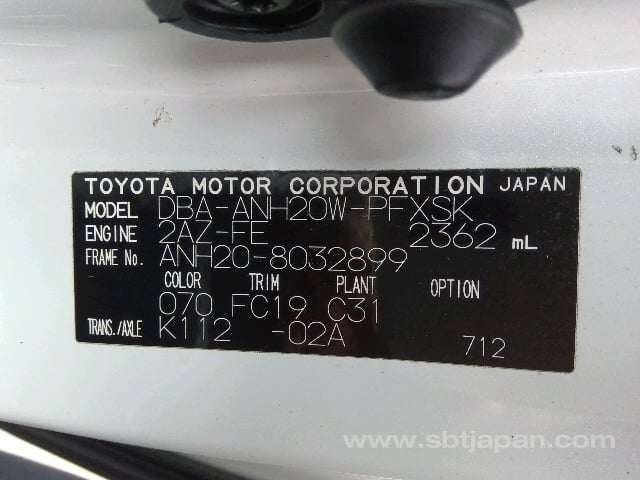 TOYOTA MOTOR CORPORATION JAPAN
MODEL DBA-ANH20W-PFXSK
ENGINE 2AZ-FE 2362 mL
FRAME No. ANH20-8032899
COLOR TRIM PLANT OPTION
070 FC19 C31
TRANS./AXLE K112 -02A
712
www.sbtjapan.com